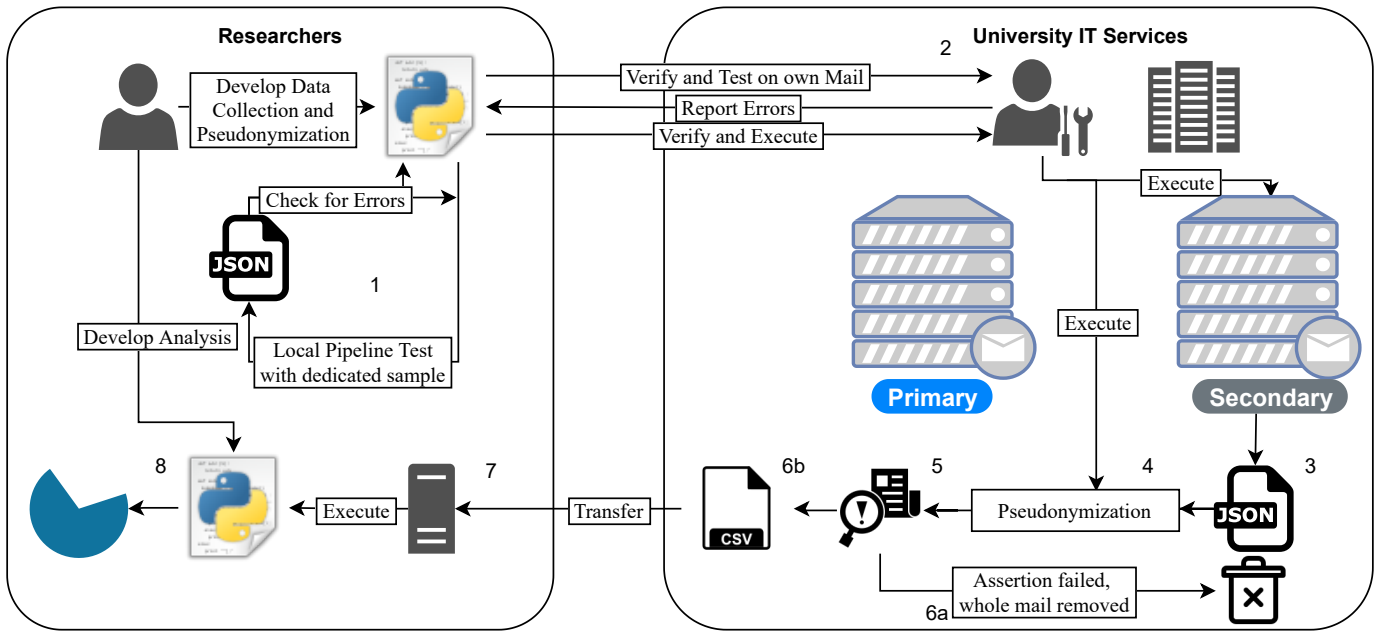 Researchers
University IT Services
2
Develop Data
Collection and
Pseudonymization
Verify and Test on own Mail
Report Errors
Verify and Execute
Execute
Check for Errors
JSON
1
Develop Analysis
Local Pipeline Test
with dedicated sample
Execute
Primary
Secondary
8
7
6b
5
4
3
Execute
Transfer
CSV
Pseudonymization
JSON
Assertion failed,
whole mail removed
6a